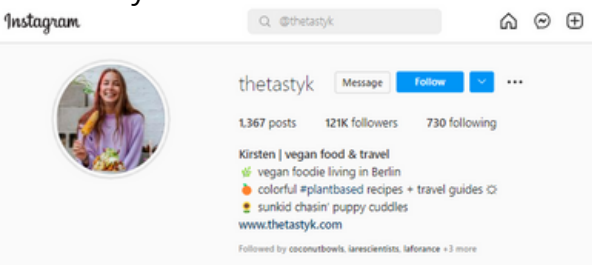 Instagram
@thetastyk
thetastyk Message Follow
1,367 posts 121K followers 730 following
Kirsten | vegan food & travel
vegan foodie living in Berlin
colorful #plantbased recipes + travel guides
sunkid chasin' puppy cuddles
www.thetastyk.com
Followed by coconutbowls, iarescientists, laforance +3 more